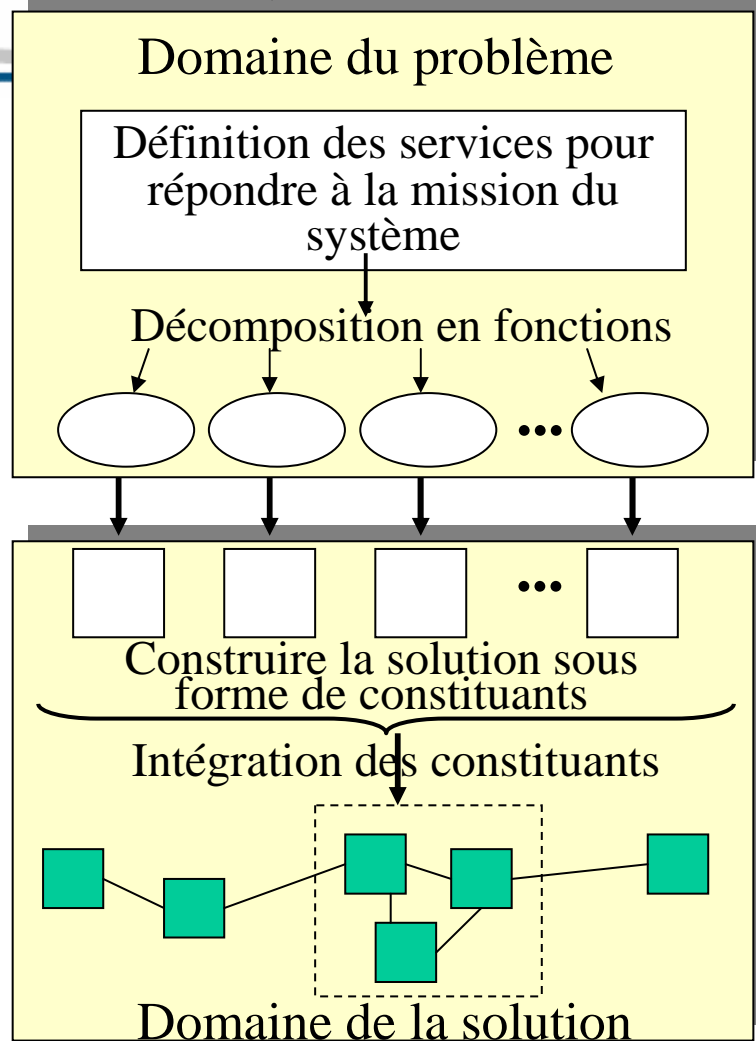 Domaine du problème
Définition des services pour
répondre à la mission du
système
Décomposition en fonctions
...
...
Construire la solution sous
forme de constituants
Intégration des constituants
Domaine de la solution